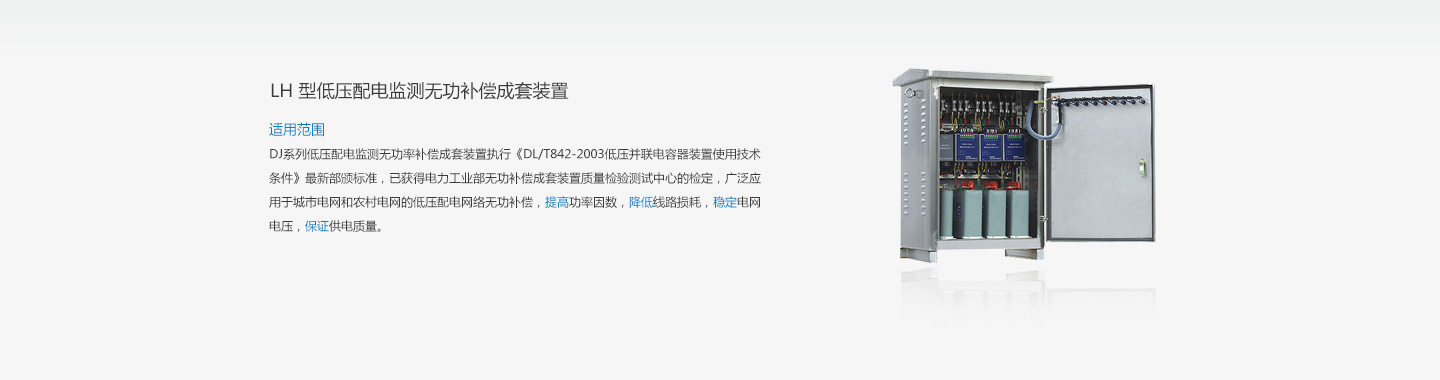 LH 型低压配电监测无功补偿成套装置
适用范围
DJ系列低压配电监测无功率补偿成套装置执行《DL/T842-2003低压并联电容器装置使用技术
条件》最新部颁标准，已获得电力工业部无功补偿成套装置质量检验测试中心的检定，广泛应
用于城市电网和农村电网的低压配电网络无功补偿，提高功率因数，降低线路损耗，稳定电网
电压，保证供电质量。